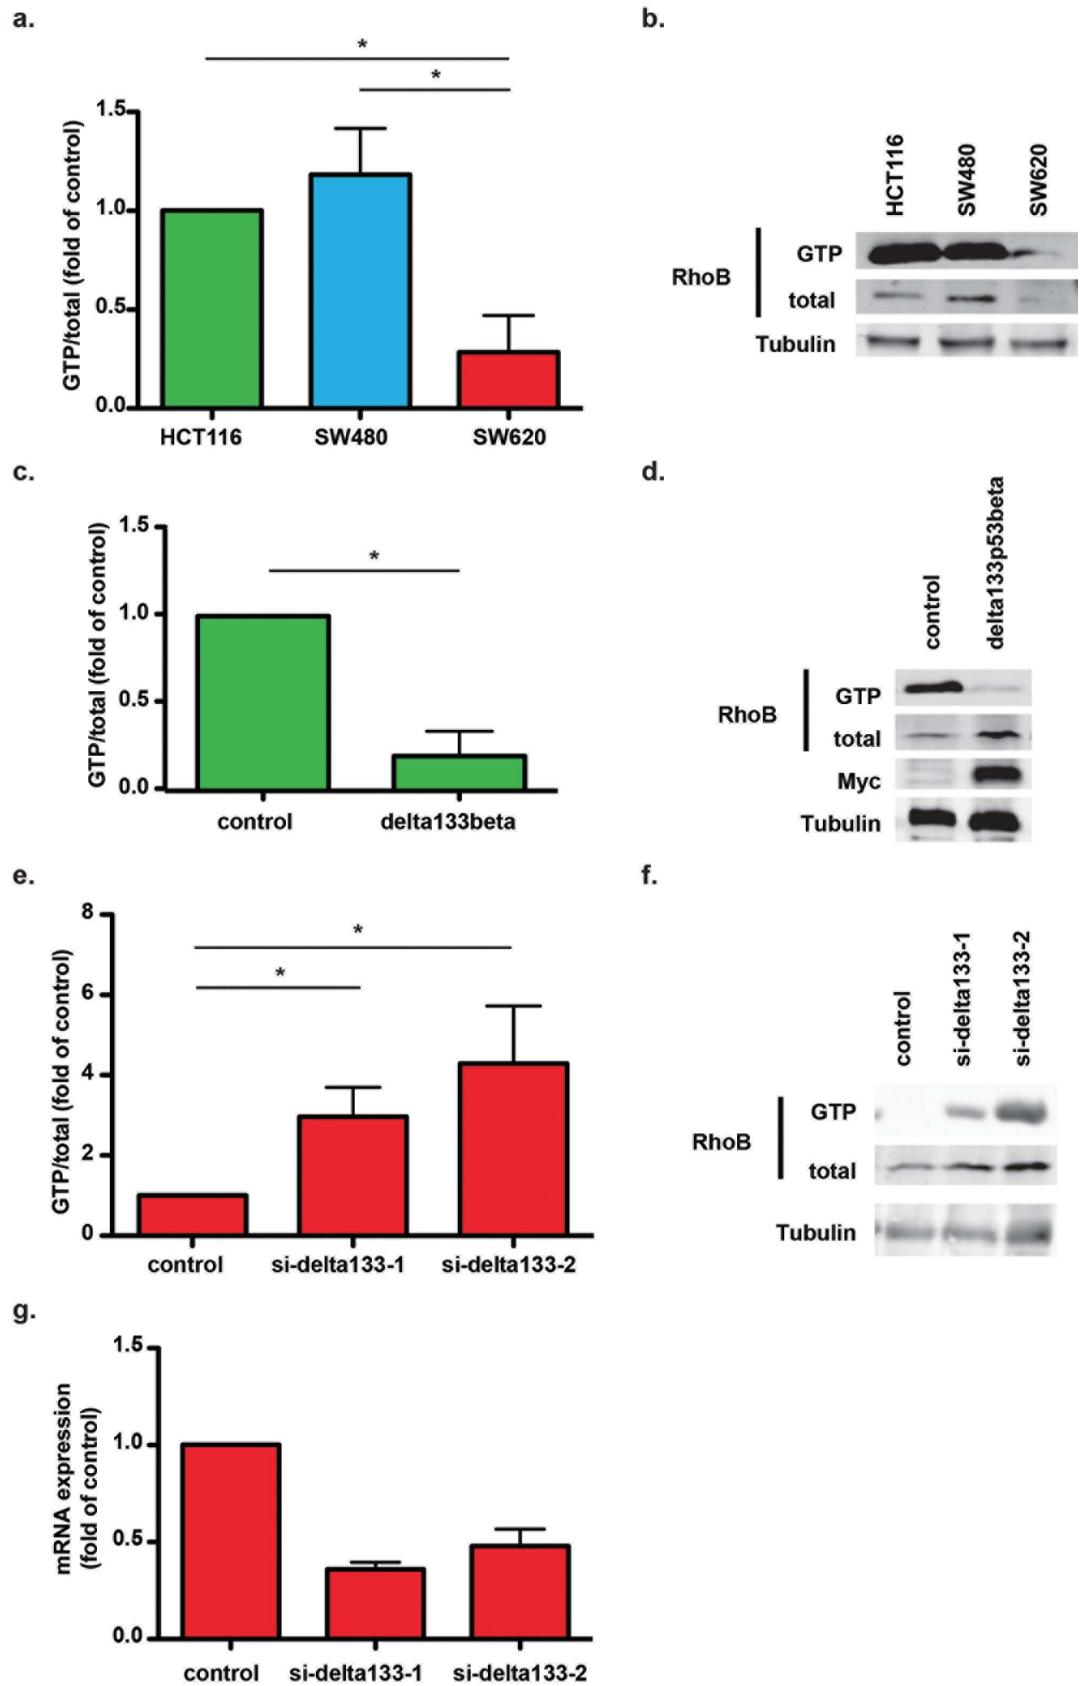 a.
*
*
GTP/total (fold of control)
1.5
1.0
0.5
0.0
HCT116 SW480 SW620
b.
HCT116 SW480 SW620
RhoB
GTP
total
Tubulin
c.
*
GTP/total (fold of control)
1.5
1.0
0.5
0.0
control delta133beta
d.
control delta133p53beta
RhoB
GTP
total
Myc
Tubulin
e.
*
*
GTP/total (fold of control)
8
6
4
2
0
control si-delta133-1 si-delta133-2
f.
control si-delta133-1 si-delta133-2
RhoB
GTP
total
Tubulin
g.
mRNA expression
(fold of control)
1.5
1.0
0.5
0.0
control si-delta133-1 si-delta133-2